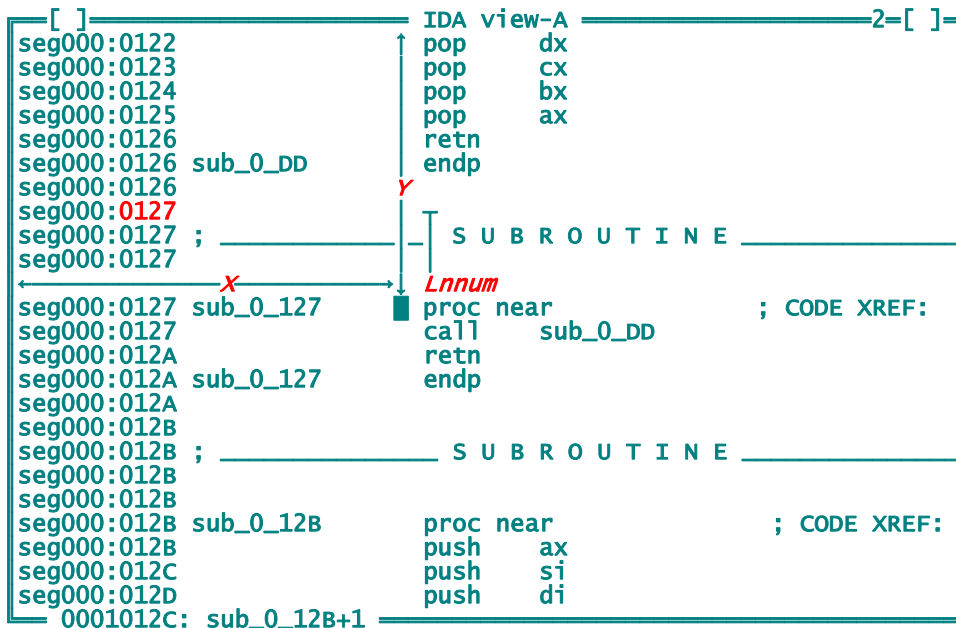 [ ] IDA view-A 2=[ ]
seg000:0122 pop dx
seg000:0123 pop cx
seg000:0124 pop bx
seg000:0125 pop ax
seg000:0126 retn
seg000:0126 sub_0_DD endp
seg000:0126 Y
seg000:0127
seg000:0127 ; ____________ _ S U B R O U T I N E _______________
seg000:0127
X Lnnum
seg000:0127 sub_0_127 proc near ; CODE XREF:
seg000:0127 call sub_0_DD
seg000:012A retn
seg000:012A sub_0_127 endp
seg000:012A
seg000:012B
seg000:012B ; _______________ S U B R O U T I N E _______________
seg000:012B
seg000:012B
seg000:012B sub_0_12B proc near ; CODE XREF:
seg000:012B push ax
seg000:012C push si
seg000:012D push di
0001012C: sub_0_12B+1